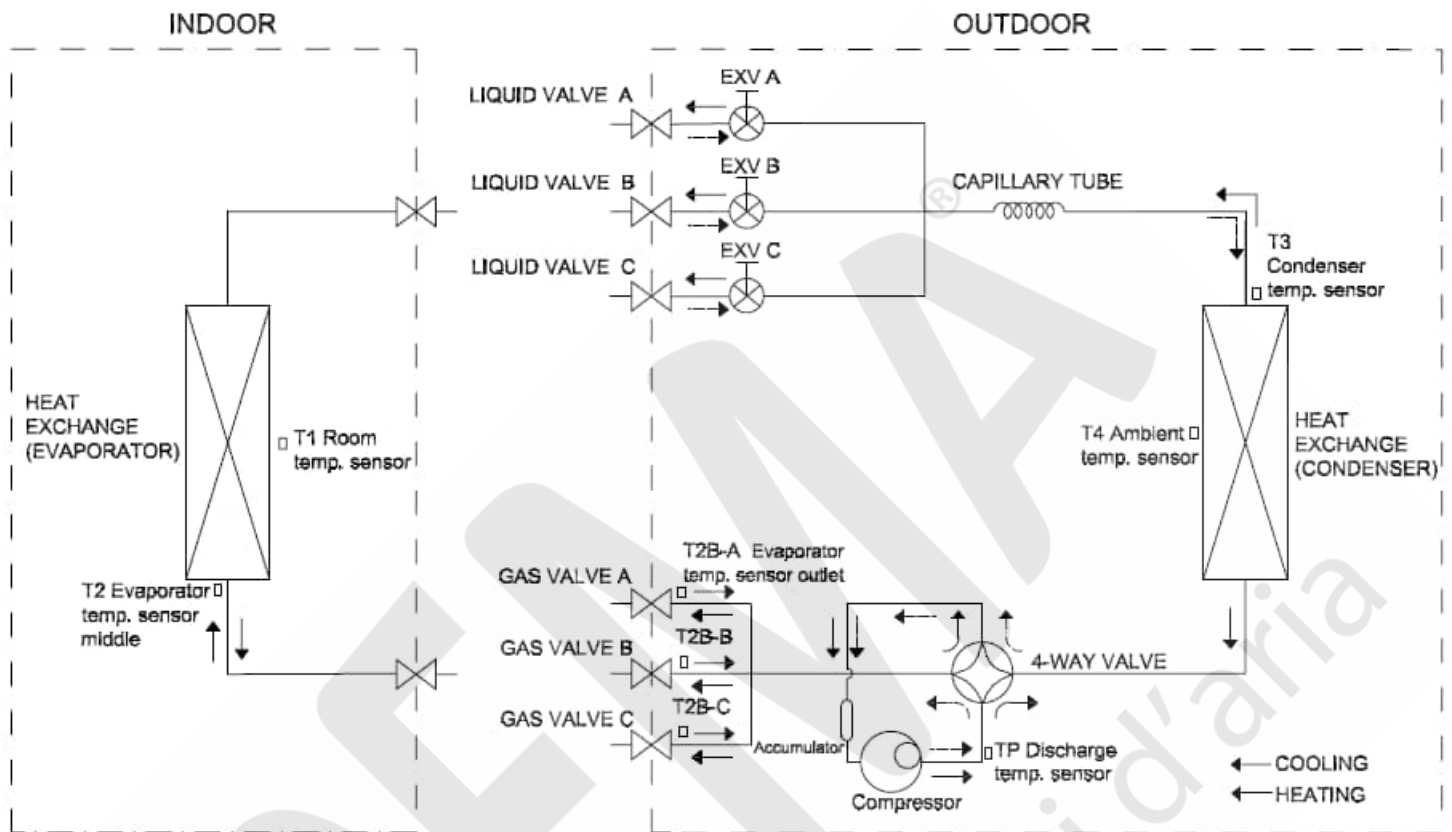 INDOOR
OUTDOOR
EXV A
LIQUID VALVE A
EXV B
LIQUID VALVE B
CAPILLARY TUBE
EXV C
LIQUID VALVE C
T3
Condenser
temp. sensor
HEAT
EXCHANGE
(EVAPORATOR)
T1 Room
temp. sensor
T4 Ambient
temp. sensor
HEAT
EXCHANGE
(CONDENSER)
T2 Evaporator
temp. sensor
middle
T2B-A Evaporator
temp. sensor outlet
GAS VALVE A
T2B-B
GAS VALVE B
4-WAY VALVE
T2B-C
GAS VALVE C
Accumulator
TP Discharge
temp. sensor
Compressor
COOLING
HEATING
®
EMA
i d'aria